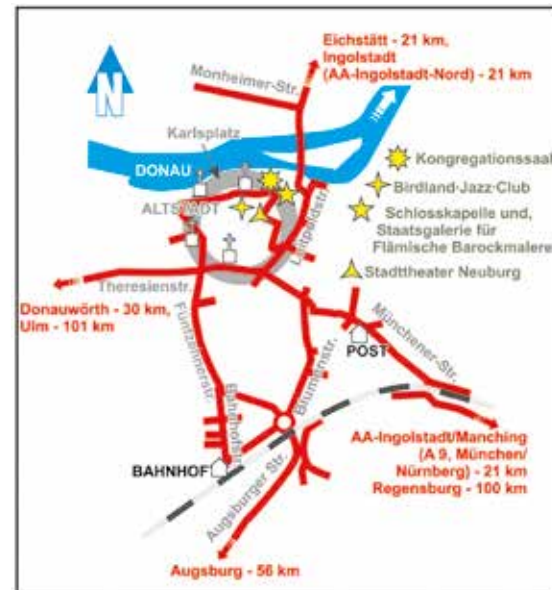 Eichstätt - 21 km,
Ingolstadt
(AA-Ingolstadt-Nord) - 21 km
Monheimer-Str.
N
Karlsplatz
DONAU
Kongregationssaal
Birdland-Jazz-Club
ALTSTADT
Schlosskapelle und,
Staatsgalerie für
Flämische Barockmalere
Luitpoldstr.
Stadttheater Neuburg
Theresienstr.
Donauwörth - 30 km,
Ulm - 101 km
Fünfzehnerstr.
Münchener-Str.
POST
Blumenstr.
Bahnhofstr.
BAHNHOF
AA-Ingolstadt/Manching
(A 9, München/
Nürnberg) - 21 km
Regensburg - 100 km
Augsburger Str.
Augsburg - 56 km